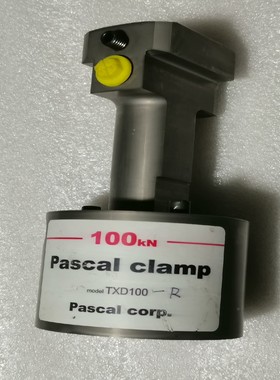 100kN
Pascal clamp
model TXD100-R
Pascal corp.